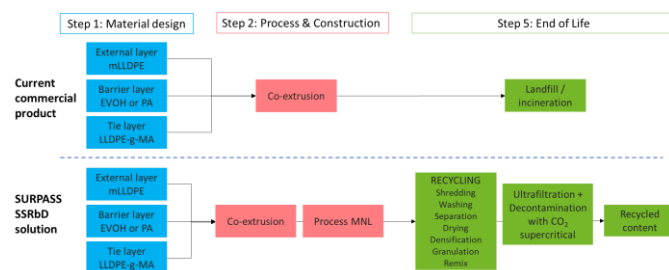 Step 1: Material design
Step 2: Process & Construction
Step 5: End of Life
Current
commercial
product
External layer
mLLDPE
Barrier layer
EVOH or PA
Tie layer
LLDPE-g-MA
Co-extrusion
Landfill /
incineration
SURPASS
SSRbD
solution
External layer
mLLDPE
Barrier layer
EVOH or PA
Tie layer
LLDPE-g-MA
Co-extrusion
Process MNL
RECYCLING
Shredding
Washing
Separation
Drying
Densification
Granulation
Remix
Ultrafiltration +
Decontamination
with CO₂
supercritical
Recycled
content